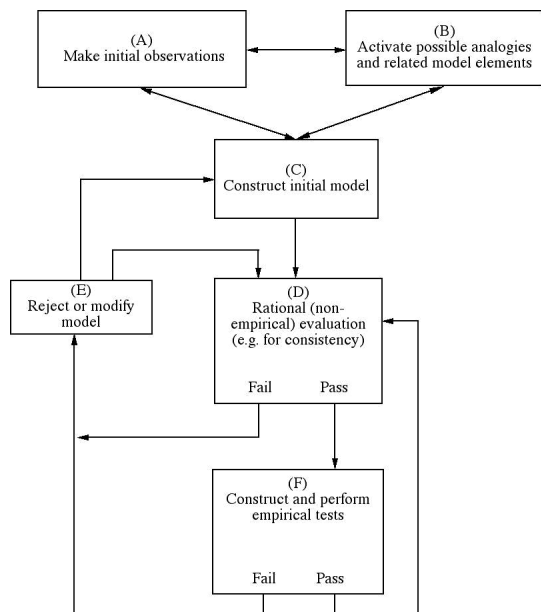 (A)
Make initial observations
(B)
Activate possible analogies
and related model elements
(C)
Construct initial model
(E)
Reject or modify
model
(D)
Rational (non-
empirical) evaluation
(e.g. for consistency)
Fail Pass
(F)
Construct and perform
empirical tests
Fail Pass